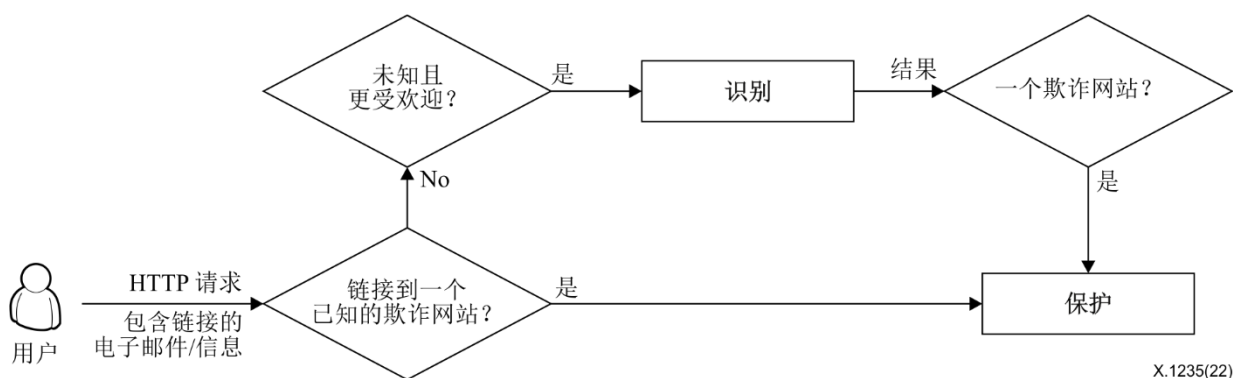 未知且
更受欢迎？
是
识别
结果
一个欺诈网站？
No
是
HTTP 请求
包含链接的
电子邮件/信息
用户
链接到一个
已知的欺诈网站？
是
保护
X.1235(22)